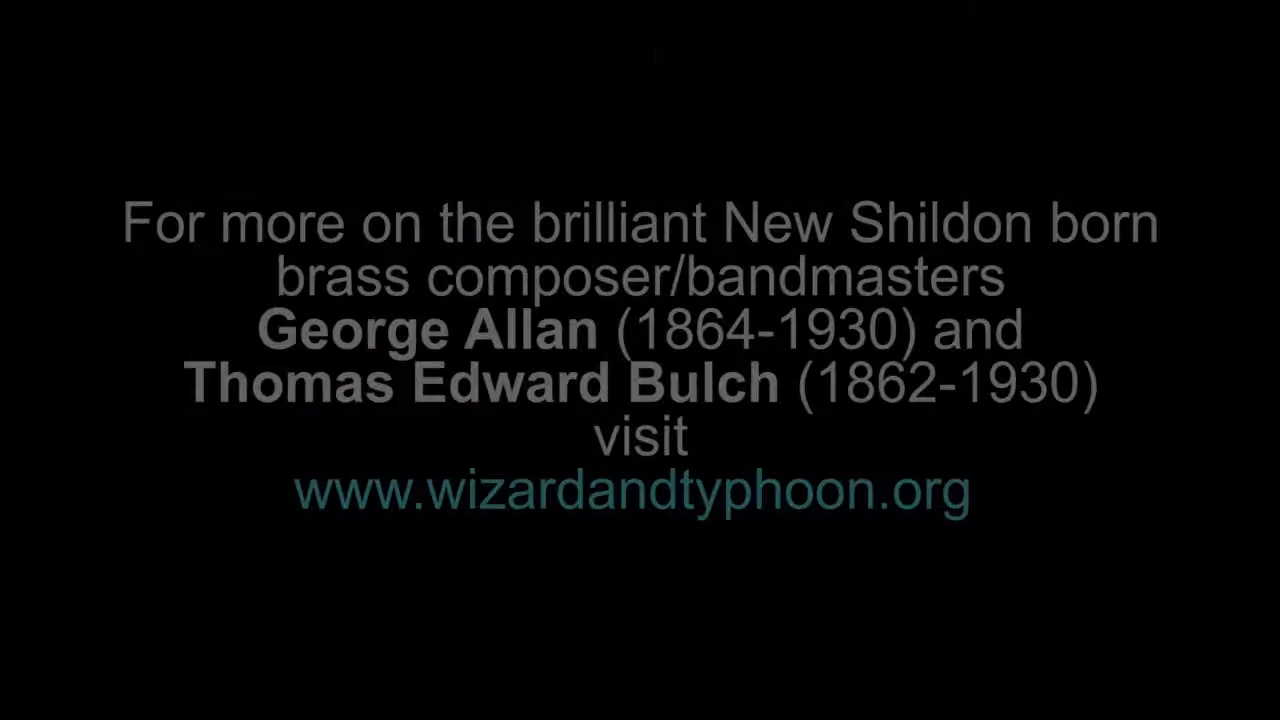 For more on the brilliant New Shildon born
brass composer/bandmasters
George Allan (1864-1930) and
Thomas Edward Bulch (1862-1930)
visit
www.wizardandtyphoon.org